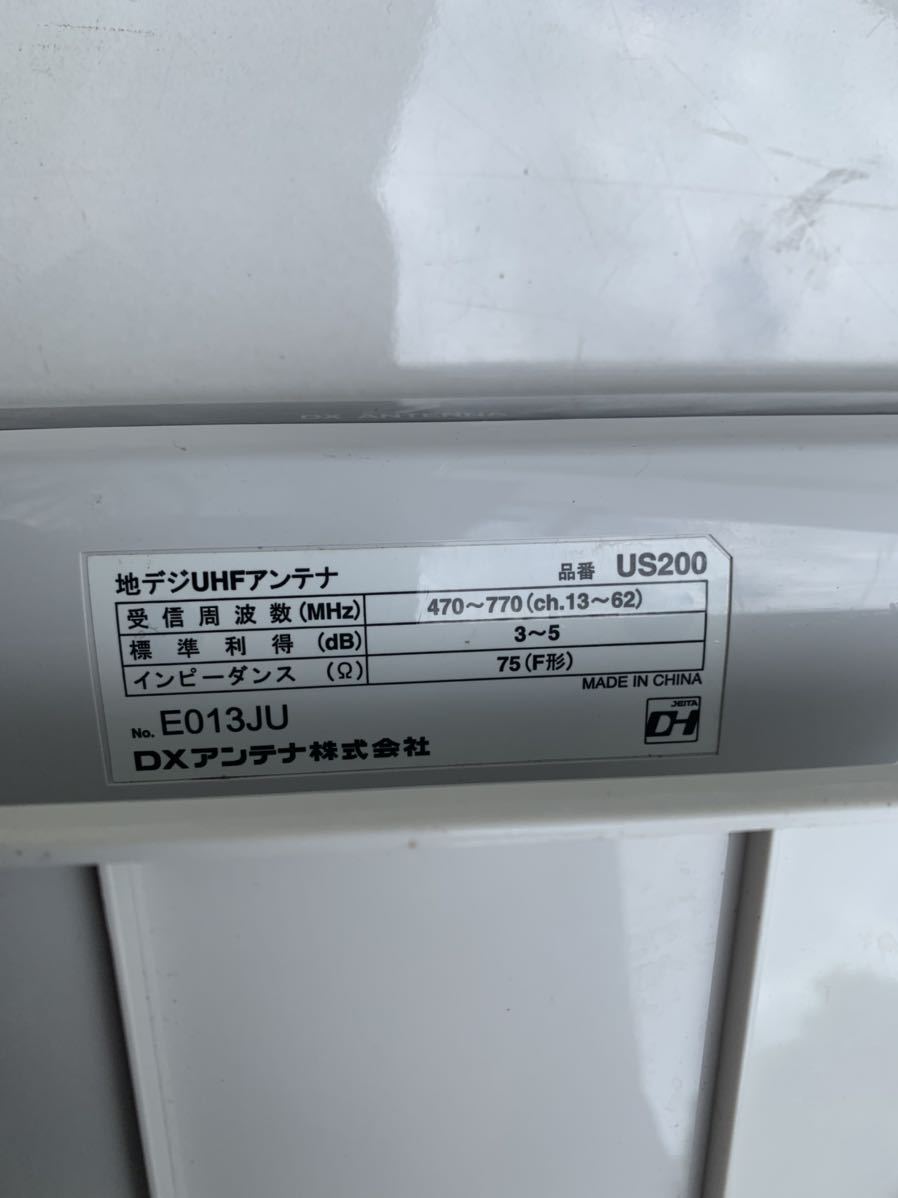 DX ANTENNA
地デジUHFアンテナ 品番 US200
受信周波数(MHz) 470～770(ch.13～62)
標準利得(dB) 3～5
インピーダンス(Ω) 75(F形)
MADE IN CHINA
No. E013JU
JEITA
DH
DXアンテナ株式会社